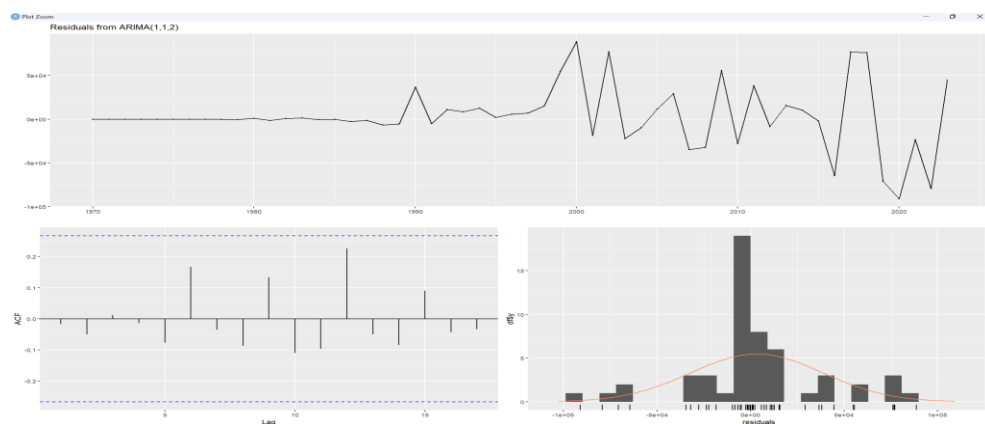 Plot Zoom
Residuals from ARIMA(1,1,2)
5e+04
0e+00
-5e+04
-1e+05
1970 1980 1990 2000 2010 2020
0.2
0.1
0.0
-0.1
-0.2
ACF
5 10 15
Lag
15
10
5
0
df$y
-1e+05 -5e+04 0e+00 5e+04 1e+05
residuals